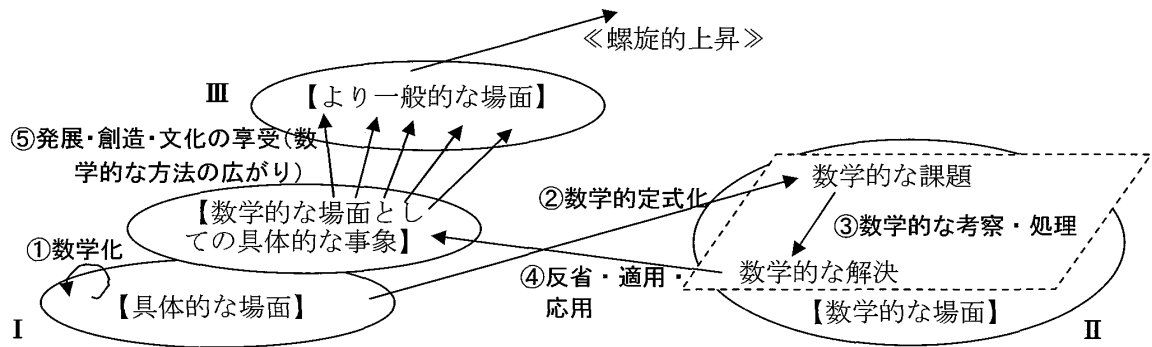 ≪螺旋的上昇≫
Ⅲ
【より一般的な場面】
⑤発展・創造・文化の享受(数
学的な方法の広がり)
【数学的な場面とし
ての具体的な事象】
①数学化
【具体的な場面】
Ⅰ
②数学的定式化
数学的な課題
③数学的な考察・処理
数学的な解決
④反省・適用・
応用
【数学的な場面】
Ⅱ